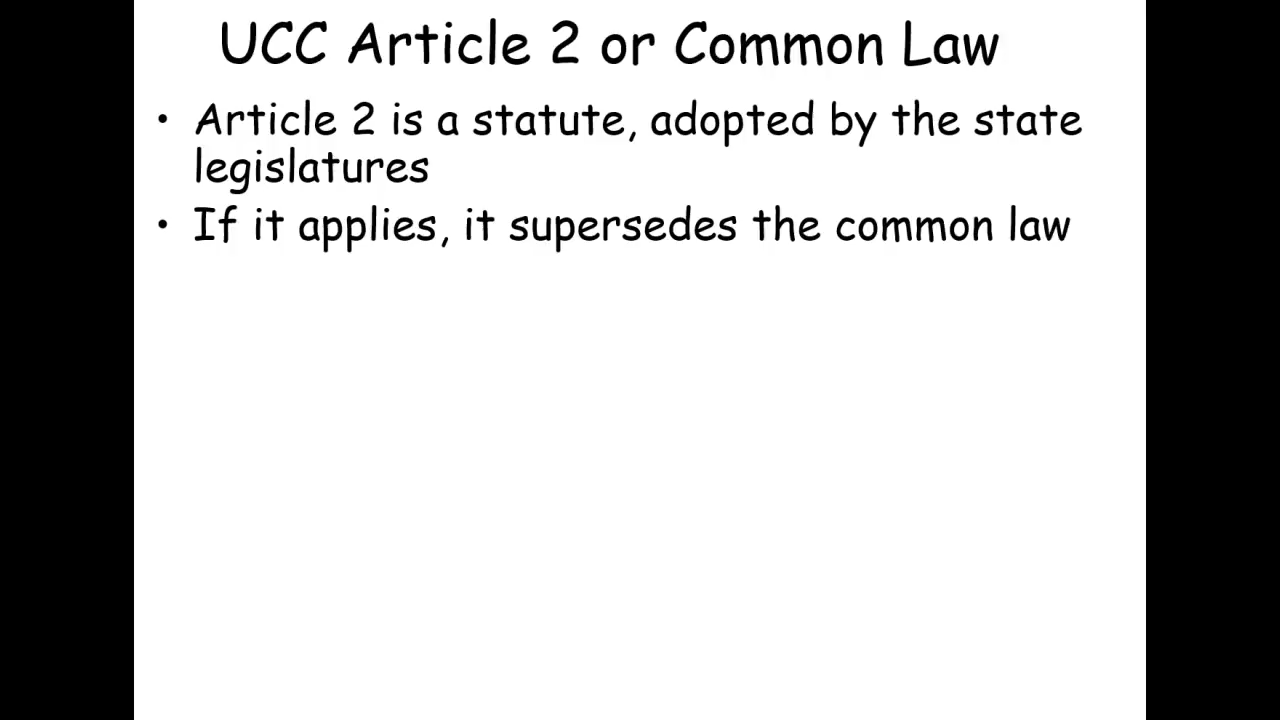 UCC Article 2 or Common Law
• Article 2 is a statute, adopted by the state
legislatures
• If it applies, it supersedes the common law